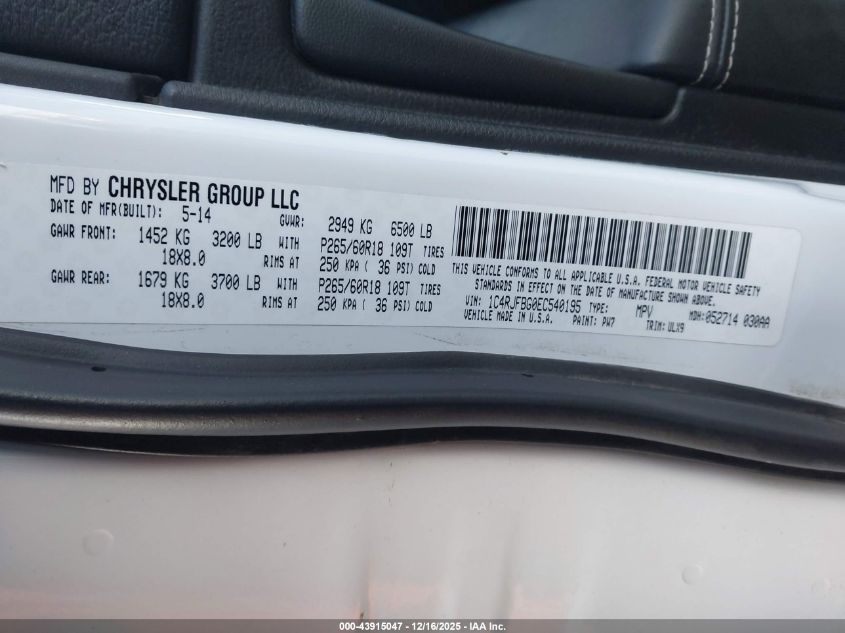 MFD BY CHRYSLER GROUP LLC
DATE OF MFR(BUILT): 5-14 GVWR: 2949 KG 6500 LB
GAWR FRONT: 1452 KG 3200 LB WITH P265/60R18 109T TIRES
18X8.0 RIMS AT 250 KPA ( 36 PSI) COLD
GAWR REAR: 1679 KG 3700 LB WITH P265/60R18 109T TIRES
18X8.0 RIMS AT 250 KPA ( 36 PSI) COLD
THIS VEHICLE CONFORMS TO ALL APPLICABLE U.S.A. FEDERAL MOTOR VEHICLE SAFETY
STANDARDS IN EFFECT ON THE DATE OF MANUFACTURE SHOWN ABOVE.
VIN: 1C4RJFBG0EC540195 TYPE: MPV MDH:052714 030AA
VEHICLE MADE IN U.S.A. PAINT: PW7 TRIM: ULX9
000-43915047 - 12/16/2025 - IAA Inc.